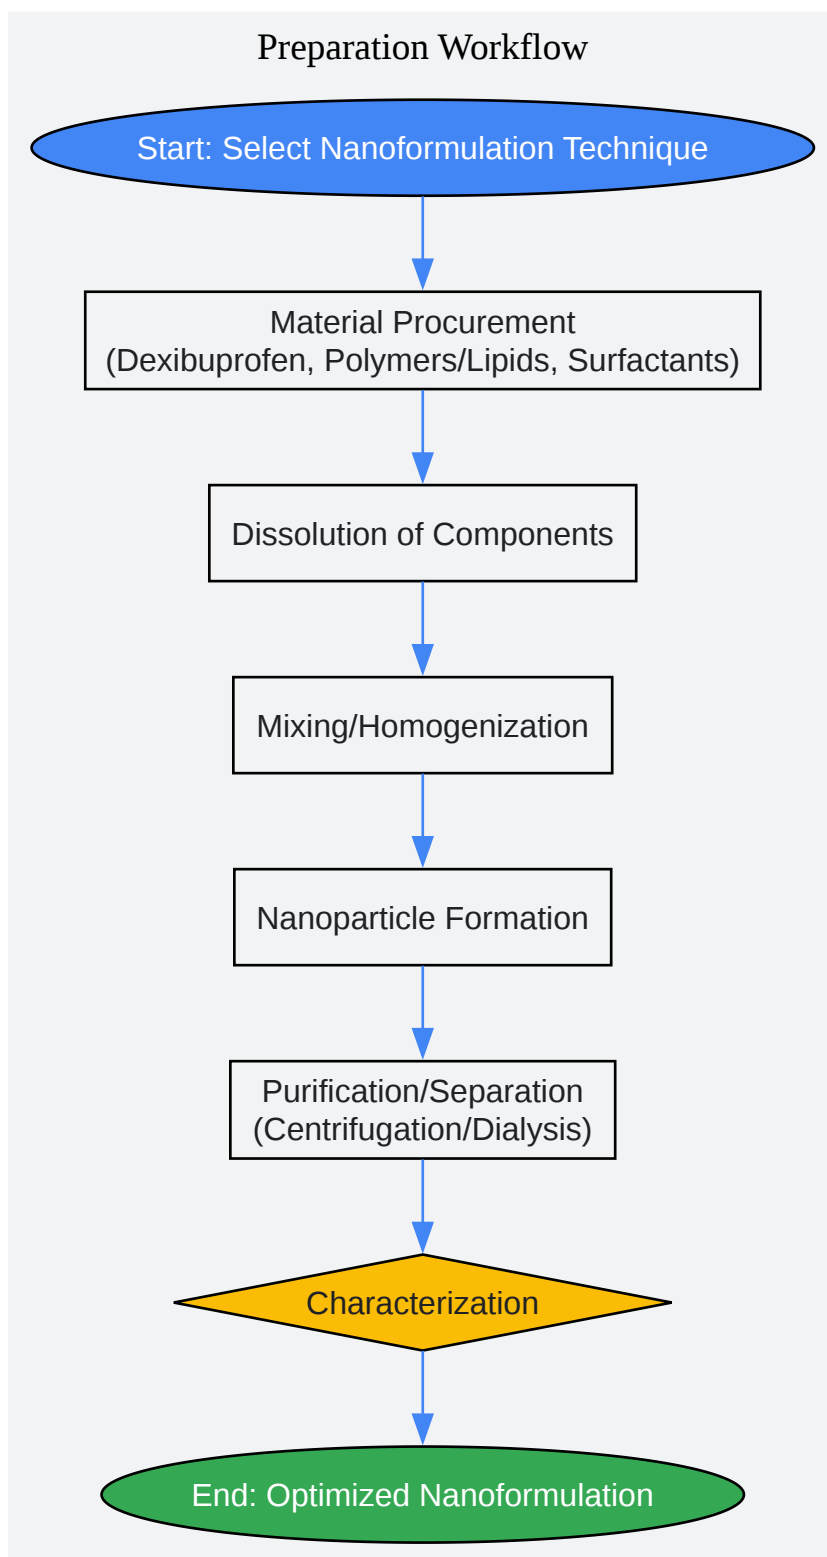 Preparation Workflow
Start: Select Nanoformulation Technique
Material Procurement
(Dexibuprofen, Polymers/Lipids, Surfactants)
Dissolution of Components
Mixing/Homogenization
Nanoparticle Formation
Purification/Separation
(Centrifugation/Dialysis)
Characterization
End: Optimized Nanoformulation